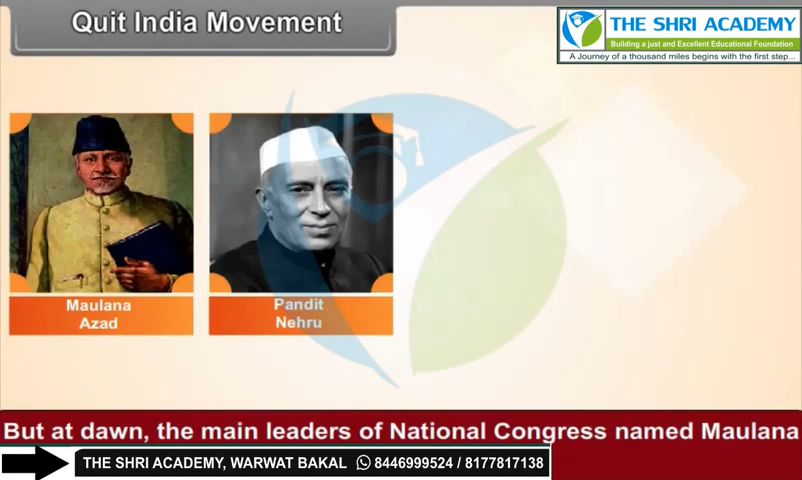 Quit India Movement
THE SHRI ACADEMY
Building a just and Excellent Educational Foundation
A Journey of a thousand miles begins with the first step...
Maulana
Azad
Pandit
Nehru
But at dawn, the main leaders of National Congress named Maulana
THE SHRI ACADEMY, WARWAT BAKAL 8446999524 / 8177817138